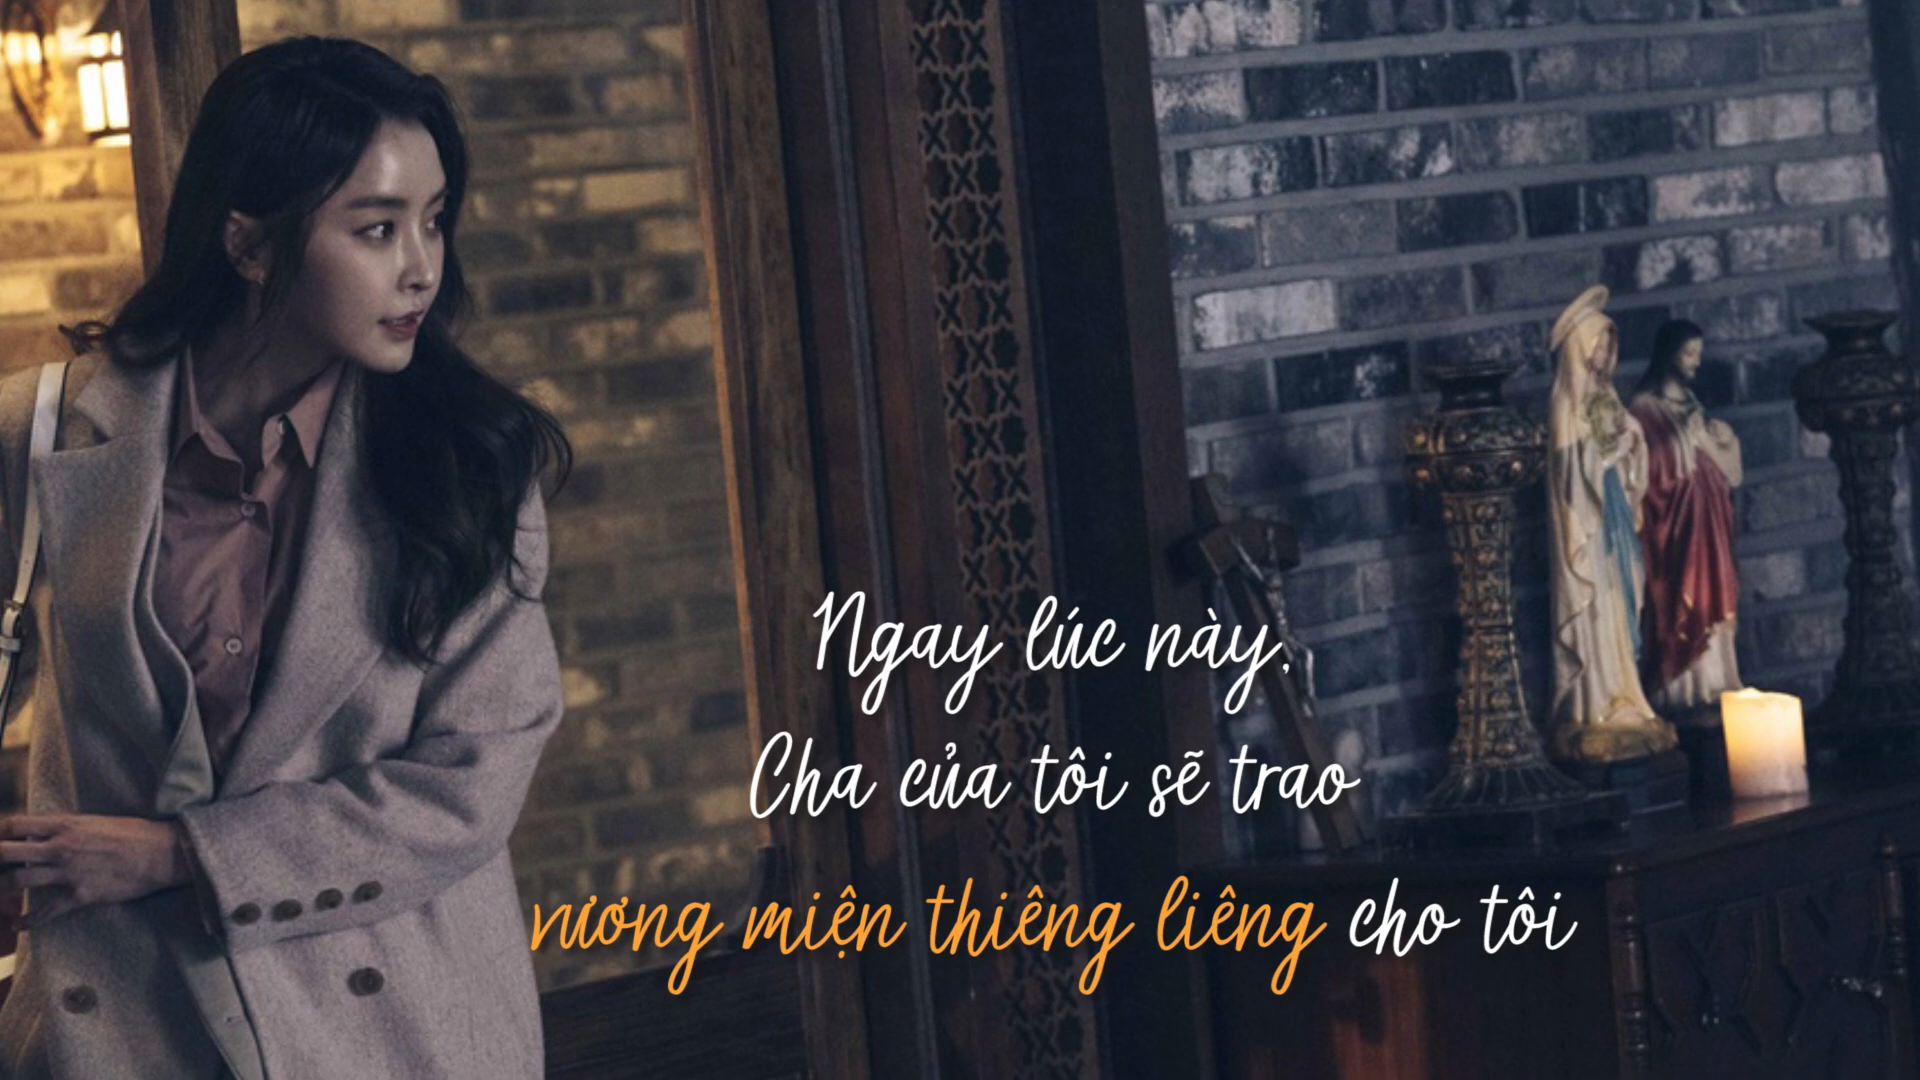 Ngay lúc này,
Cha của tôi sẽ trao
vương miện thiêng liêng cho tôi